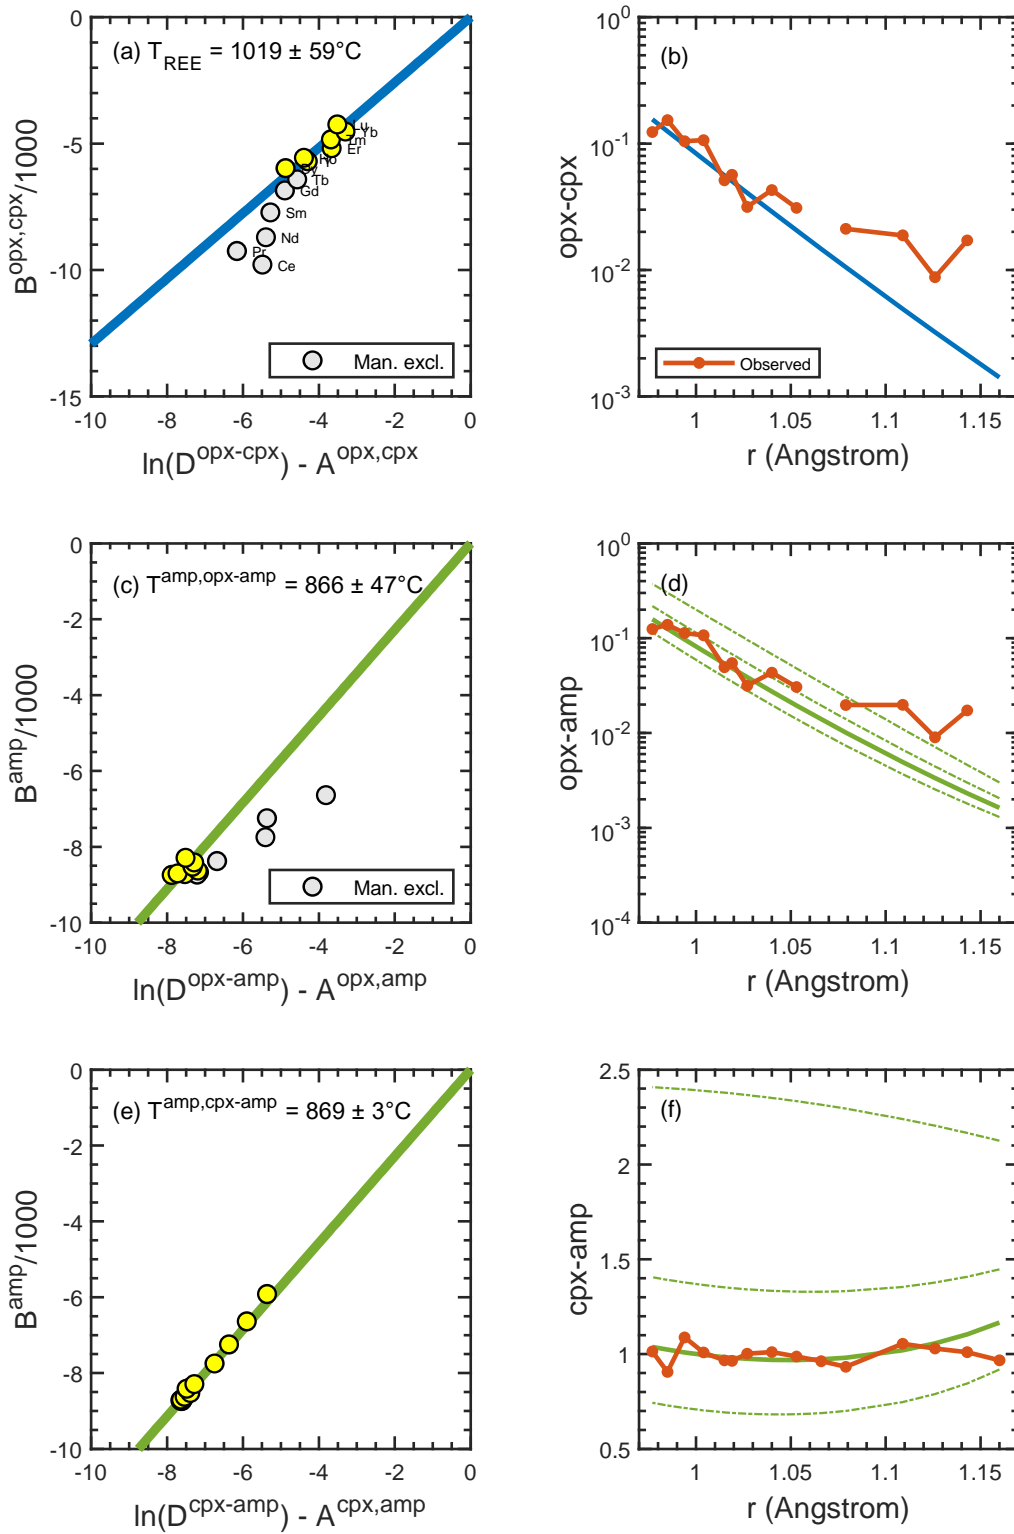 (a) T_REE = 1019 ± 59°C
0
-5
-10
-15
B^opx,cpx/1000
Lu
Yb
Tm
Er
Ho
Y
Dy
Tb
Gd
Sm
Nd
Pr
Ce
Man. excl.
-10 -8 -6 -4 -2 0
ln(D^opx-cpx) - A^opx,cpx
(b)
10^0
10^-1
10^-2
10^-3
opx-cpx
Observed
1 1.05 1.1 1.15
r (Angstrom)
(c) T^amp,opx-amp = 866 ± 47°C
0
-2
-4
-6
-8
-10
B^amp/1000
Man. excl.
-10 -8 -6 -4 -2 0
ln(D^opx-amp) - A^opx,amp
(d)
10^0
10^-1
10^-2
10^-3
10^-4
opx-amp
1 1.05 1.1 1.15
r (Angstrom)
(e) T^amp,cpx-amp = 869 ± 3°C
0
-2
-4
-6
-8
-10
B^amp/1000
-10 -8 -6 -4 -2 0
ln(D^cpx-amp) - A^cpx,amp
(f)
2.5
2
1.5
1
0.5
cpx-amp
1 1.05 1.1 1.15
r (Angstrom)